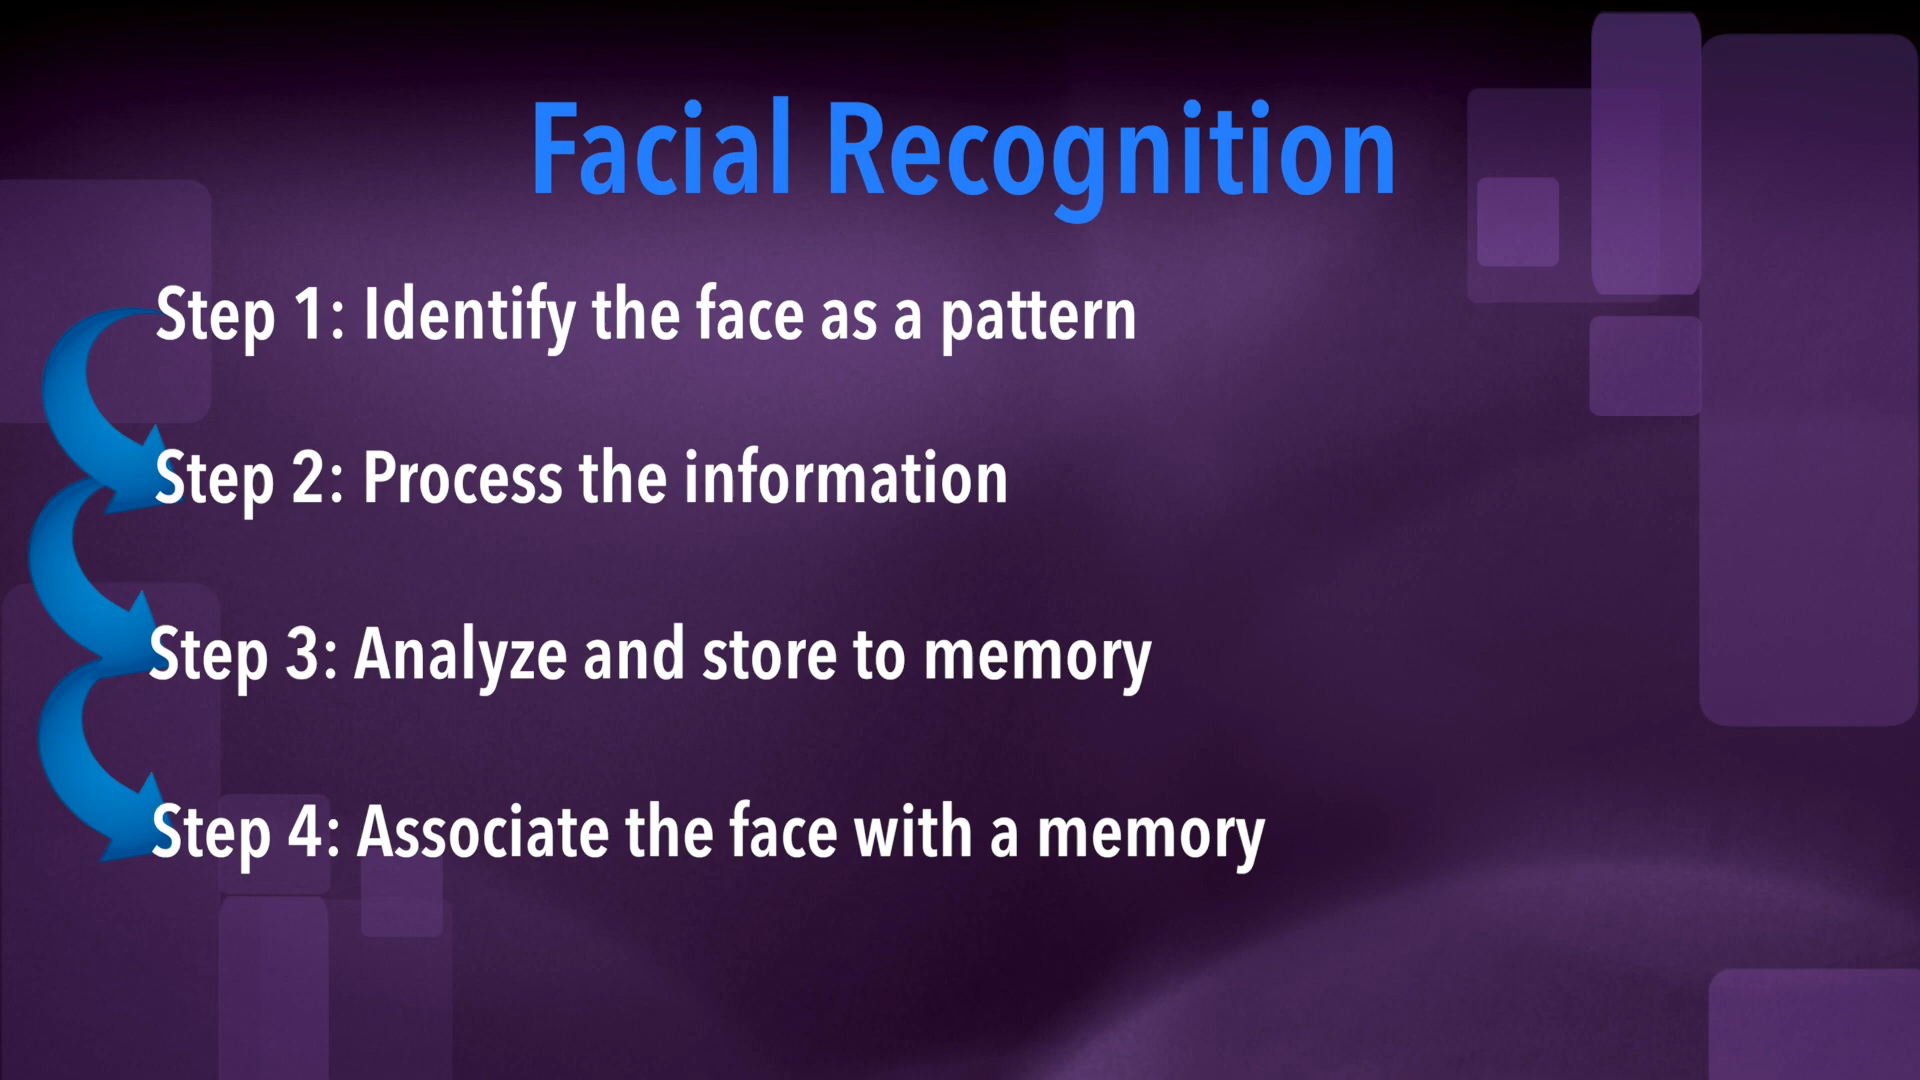 Facial Recognition
Step 1: Identify the face as a pattern
Step 2: Process the information
Step 3: Analyze and store to memory
Step 4: Associate the face with a memory